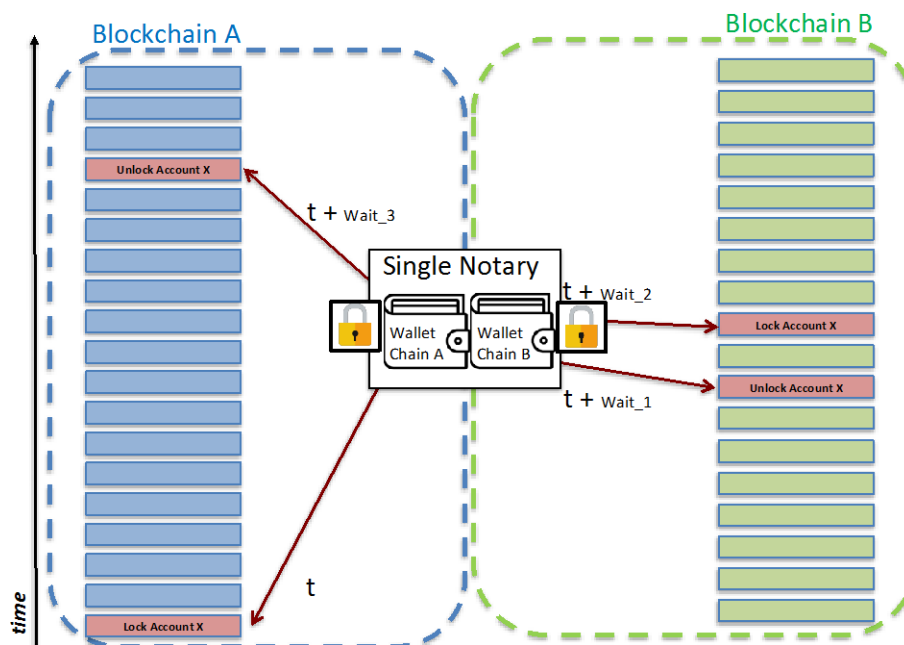 Blockchain A
Blockchain B
Unlock Account X
t + Wait_3
Single Notary
t + Wait_2
Wallet
Chain A
Wallet
Chain B
Lock Account X
Unlock Account X
t + Wait_1
t
time
Lock Account X